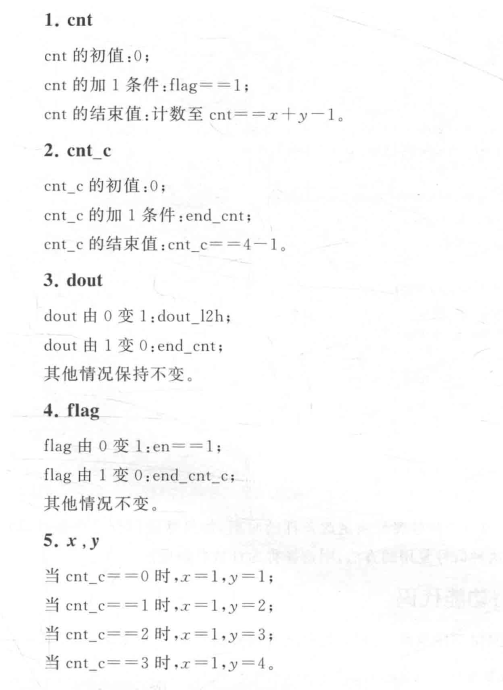 1. cnt
cnt 的初值:0;
cnt 的加 1 条件:flag==1;
cnt 的结束值:计数至 cnt==x+y-1。
2. cnt_c
cnt_c 的初值:0;
cnt_c 的加 1 条件:end_cnt;
cnt_c 的结束值:cnt_c==4-1。
3. dout
dout 由 0 变 1:dout_l2h;
dout 由 1 变 0:end_cnt;
其他情况保持不变。
4. flag
flag 由 0 变 1:en==1;
flag 由 1 变 0:end_cnt_c;
其他情况不变。
5. x,y
当 cnt_c==0 时,x=1,y=1;
当 cnt_c==1 时,x=1,y=2;
当 cnt_c==2 时,x=1,y=3;
当 cnt_c==3 时,x=1,y=4。